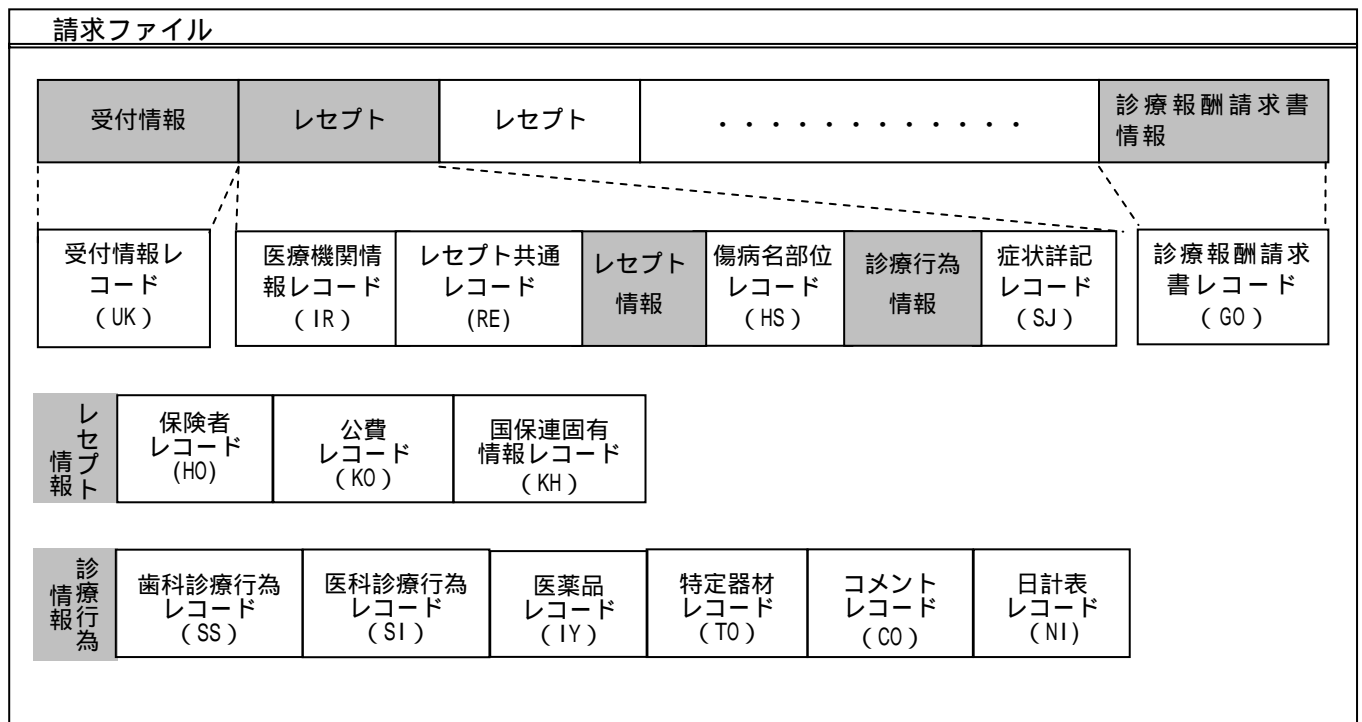 請求ファイル
受付情報
レセプト
レセプト
・・・・・・・・・・・・
診療報酬請求書
情報
受付情報レ
コード
(UK)
医療機関情
報レコード
(IR)
レセプト共通
レコード
(RE)
レセプト
情報
傷病名部位
レコード
(HS)
診療行為
情報
症状詳記
レコード
(SJ)
診療報酬請求
書レコード
(GO)
レセプト
情報
保険者
レコード
(HO)
公費
レコード
(KO)
国保連固有
情報レコード
(KH)
診療行為
情報
歯科診療行為
レコード
(SS)
医科診療行為
レコード
(SI)
医薬品
レコード
(IY)
特定器材
レコード
(TO)
コメント
レコード
(CO)
日計表
レコード
(NI)